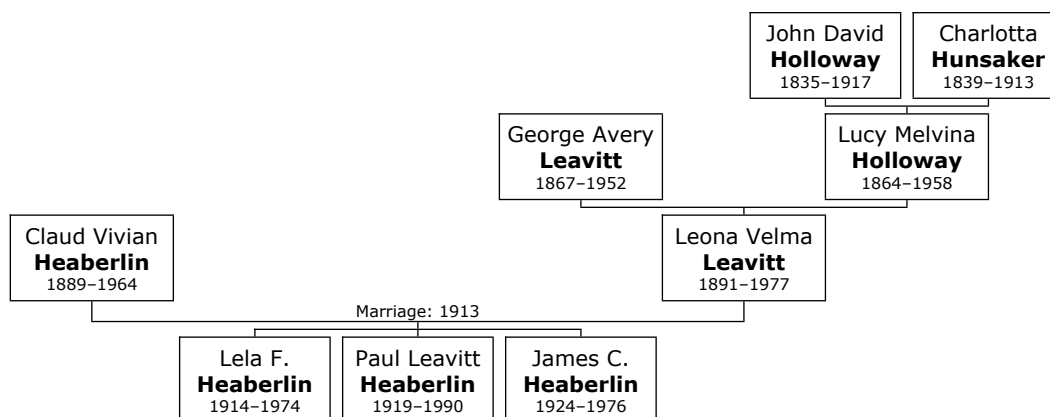 John David
Holloway
1835–1917
Charlotta
Hunsaker
1839–1913
George Avery
Leavitt
1867–1952
Lucy Melvina
Holloway
1864–1958
Claud Vivian
Heaberlin
1889–1964
Leona Velma
Leavitt
1891–1977
Marriage: 1913
Lela F.
Heaberlin
1914–1974
Paul Leavitt
Heaberlin
1919–1990
James C.
Heaberlin
1924–1976